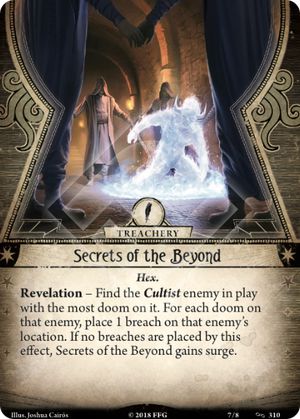 TREACHERY
Secrets of the Beyond
Hex.
Revelation – Find the Cultist enemy in play
with the most doom on it. For each doom on
that enemy, place 1 breach on that enemy's
location. If no breaches are placed by this
effect, Secrets of the Beyond gains surge.
Illus. Joshua Cairós © 2018 FFG 7/8 310